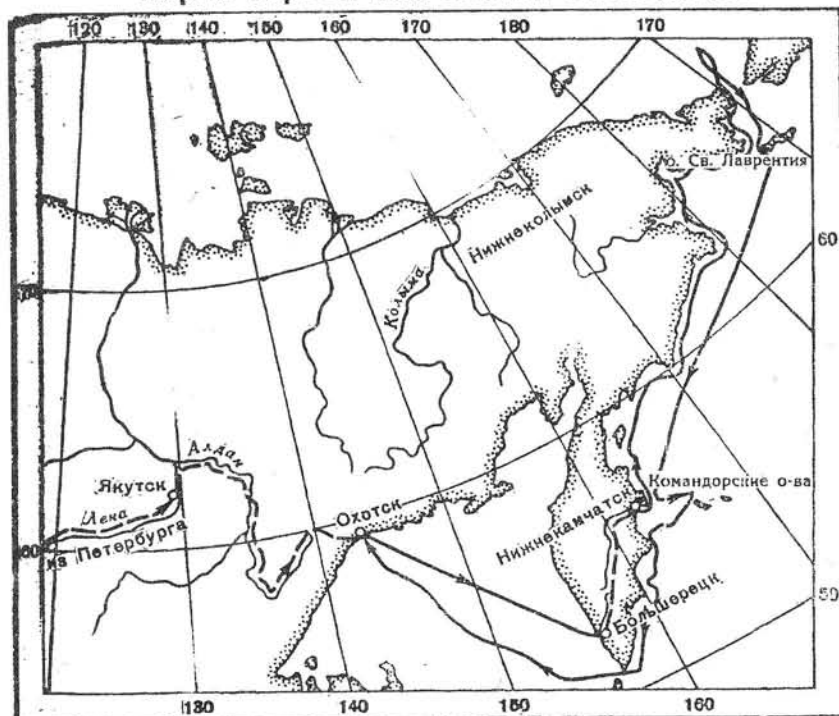 120 130 140 150 160 170 180 170
о. Св. Лаврентия
Нижнеколымск
60
Колыма
Алдан
Якутск
Лена
Командорские о-ва
Охотск
Нижнекамчатск
60
из Петербурга
Большерецк
50
130 140 150 160